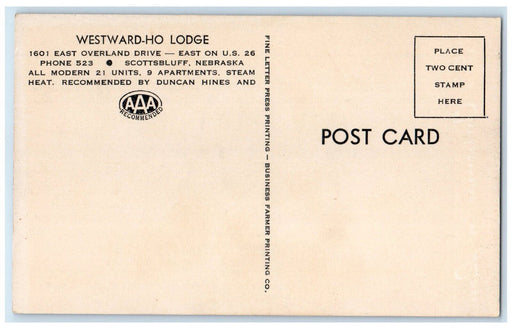 WESTWARD-HO LODGE
1601 EAST OVERLAND DRIVE — EAST ON U.S. 26
PHONE 523 ● SCOTTSBLUFF, NEBRASKA
ALL MODERN 21 UNITS, 9 APARTMENTS, STEAM
HEAT. RECOMMENDED BY DUNCAN HINES AND
AAA
RECOMMENDED
FINE LETTER PRESS PRINTING — BUSINESS FARMER PRINTING CO.
PLACE
TWO CENT
STAMP
HERE
POST CARD